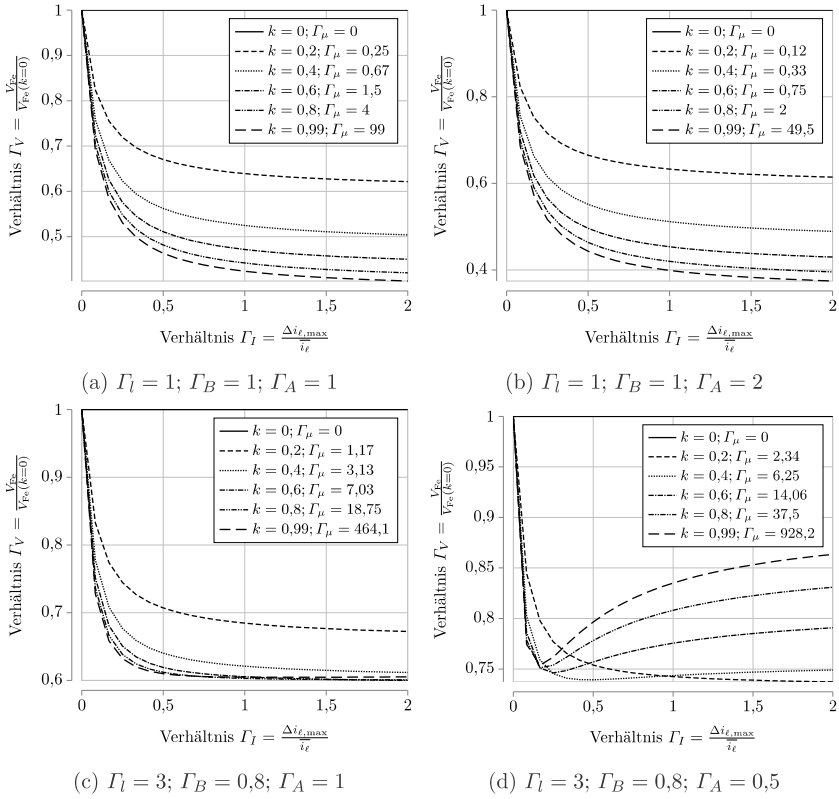 1
0,9
0,8
0,7
0,6
0,5
0
0,5
1
1,5
2
Verhältnis Γ_V = V_Fe / V_Fe(k=0)
k = 0; Γ_μ = 0
k = 0,2; Γ_μ = 0,25
k = 0,4; Γ_μ = 0,67
k = 0,6; Γ_μ = 1,5
k = 0,8; Γ_μ = 4
k = 0,99; Γ_μ = 99
Verhältnis Γ_I = Δi_ℓ,max / i̅_ℓ
(a) Γ_l = 1; Γ_B = 1; Γ_A = 1
1
0,8
0,6
0,4
0
0,5
1
1,5
2
Verhältnis Γ_V = V_Fe / V_Fe(k=0)
k = 0; Γ_μ = 0
k = 0,2; Γ_μ = 0,12
k = 0,4; Γ_μ = 0,33
k = 0,6; Γ_μ = 0,75
k = 0,8; Γ_μ = 2
k = 0,99; Γ_μ = 49,5
Verhältnis Γ_I = Δi_ℓ,max / i̅_ℓ
(b) Γ_l = 1; Γ_B = 1; Γ_A = 2
1
0,9
0,8
0,7
0,6
0
0,5
1
1,5
2
Verhältnis Γ_V = V_Fe / V_Fe(k=0)
k = 0; Γ_μ = 0
k = 0,2; Γ_μ = 1,17
k = 0,4; Γ_μ = 3,13
k = 0,6; Γ_μ = 7,03
k = 0,8; Γ_μ = 18,75
k = 0,99; Γ_μ = 464,1
Verhältnis Γ_I = Δi_ℓ,max / i̅_ℓ
(c) Γ_l = 3; Γ_B = 0,8; Γ_A = 1
1
0,95
0,9
0,85
0,8
0,75
0
0,5
1
1,5
2
Verhältnis Γ_V = V_Fe / V_Fe(k=0)
k = 0; Γ_μ = 0
k = 0,2; Γ_μ = 2,34
k = 0,4; Γ_μ = 6,25
k = 0,6; Γ_μ = 14,06
k = 0,8; Γ_μ = 37,5
k = 0,99; Γ_μ = 928,2
Verhältnis Γ_I = Δi_ℓ,max / i̅_ℓ
(d) Γ_l = 3; Γ_B = 0,8; Γ_A = 0,5